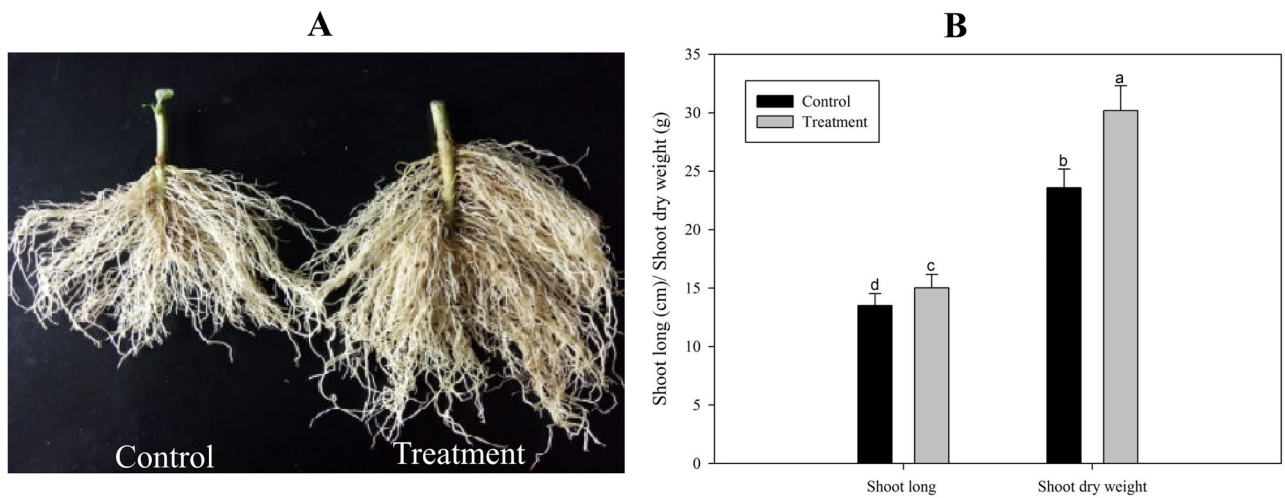 A
Control
Treatment
B
Shoot long (cm)/ Shoot dry weight (g)
35
30
25
20
15
10
5
0
Control
Treatment
d
c
b
a
Shoot long
Shoot dry weight